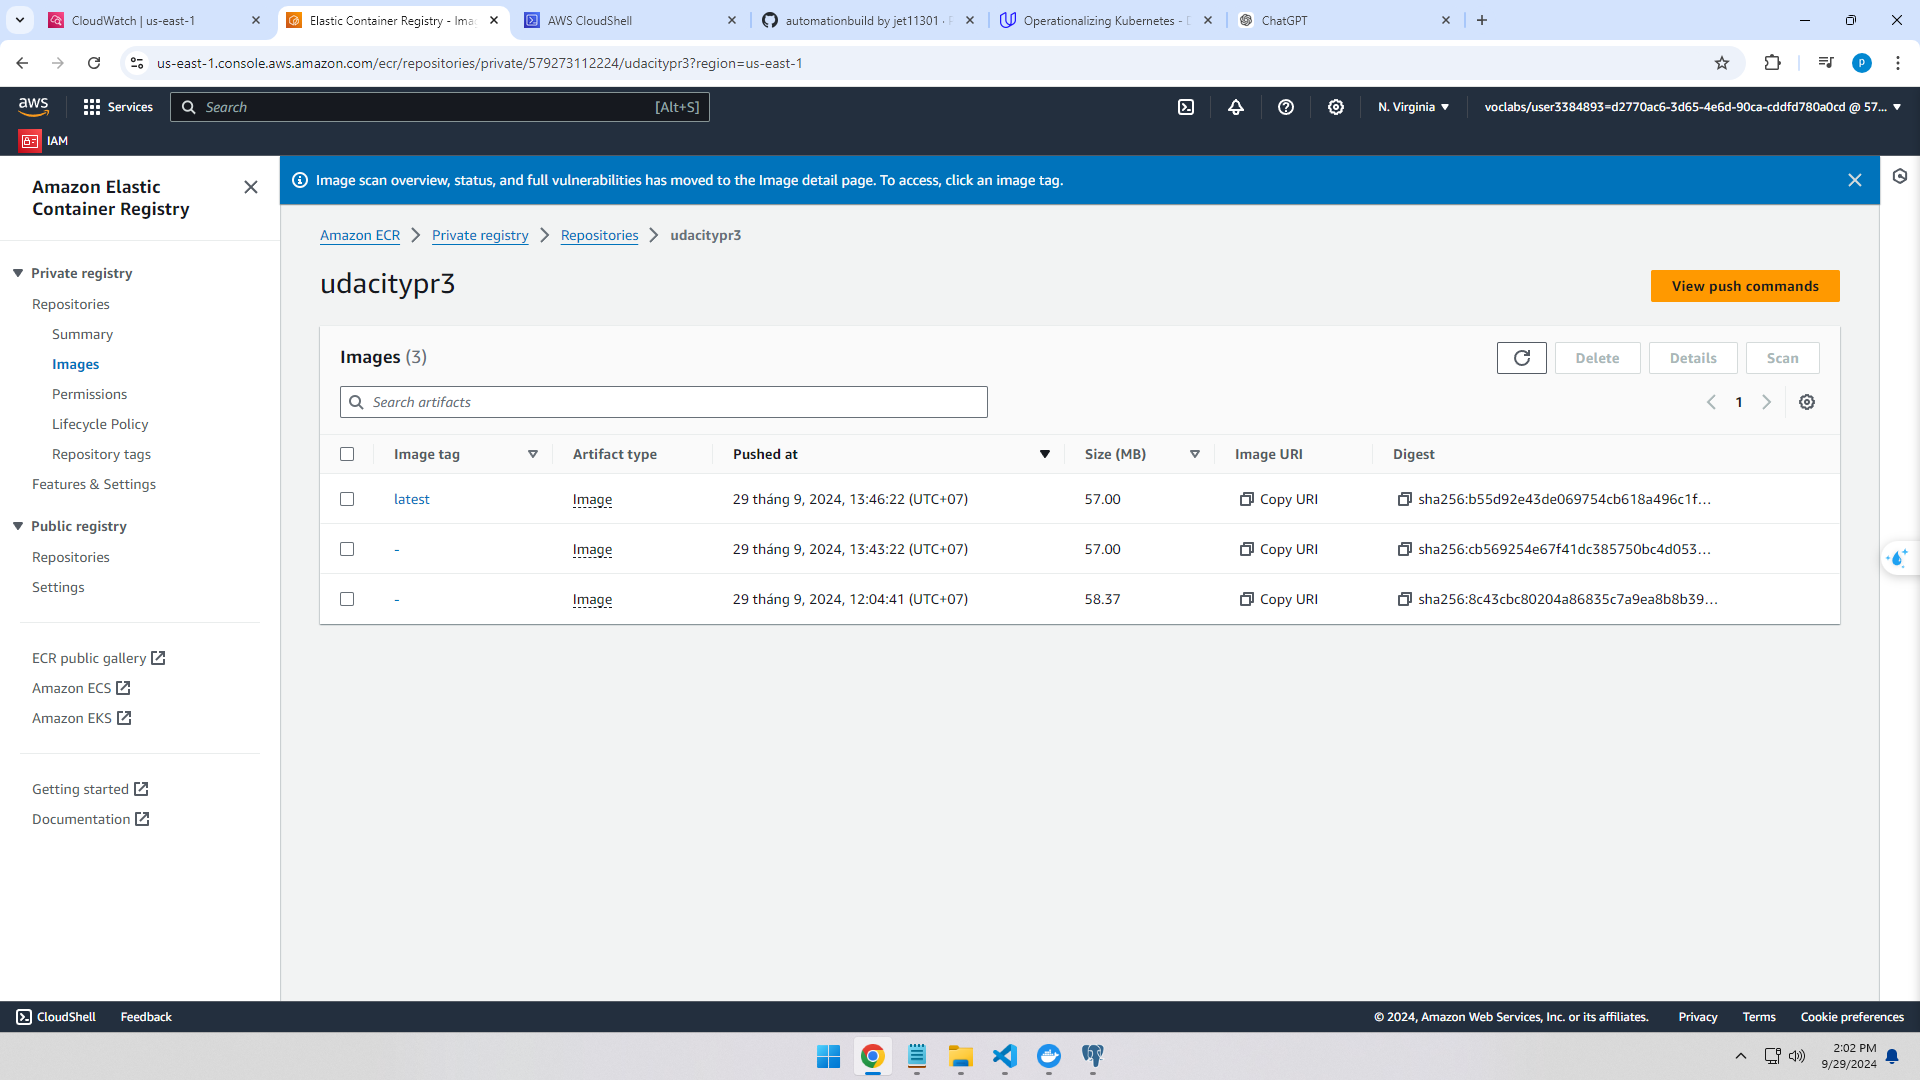 CloudWatch | us-east-1
Elastic Container Registry - Ima
AWS CloudShell
automationbuild by jet11301 ·
Operationalizing Kubernetes -
ChatGPT
us-east-1.console.aws.amazon.com/ecr/repositories/private/579273112224/udacitypr3?region=us-east-1
P
aws
Services
Search
[Alt+S]
N. Virginia
voclabs/user3384893=d2770ac6-3d65-4e6d-90ca-cddfd780a0cd @ 57...
IAM
Amazon Elastic
Container Registry
Private registry
Repositories
Summary
Images
Permissions
Lifecycle Policy
Repository tags
Features & Settings
Public registry
Repositories
Settings
ECR public gallery
Amazon ECS
Amazon EKS
Getting started
Documentation
Image scan overview, status, and full vulnerabilities has moved to the Image detail page. To access, click an image tag.
Amazon ECR > Private registry > Repositories > udacitypr3
udacitypr3
View push commands
Images (3)
Delete
Details
Scan
Search artifacts
1
Image tag Artifact type Pushed at Size (MB) Image URI Digest
latest Image 29 tháng 9, 2024, 13:46:22 (UTC+07) 57.00 Copy URI sha256:b55d92e43de069754cb618a496c1f...
- Image 29 tháng 9, 2024, 13:43:22 (UTC+07) 57.00 Copy URI sha256:cb569254e67f41dc385750bc4d053...
- Image 29 tháng 9, 2024, 12:04:41 (UTC+07) 58.37 Copy URI sha256:8c43cbc80204a86835c7a9ea8b8b39...
CloudShell
Feedback
© 2024, Amazon Web Services, Inc. or its affiliates.
Privacy
Terms
Cookie preferences
2:02 PM
9/29/2024